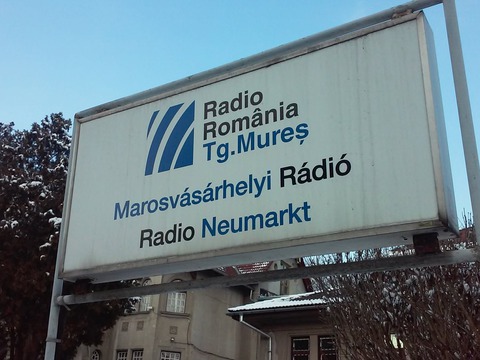 Radio
România
Tg.Mureș
Marosvásárhelyi Rádió
Radio Neumarkt